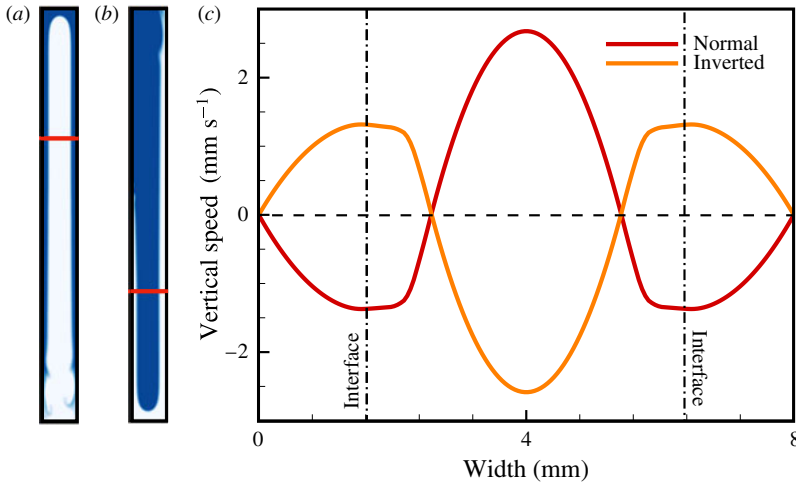 (a)
(b)
(c)
Normal
Inverted
Vertical speed (mm s⁻¹)
2
0
−2
Interface
Interface
0
4
8
Width (mm)